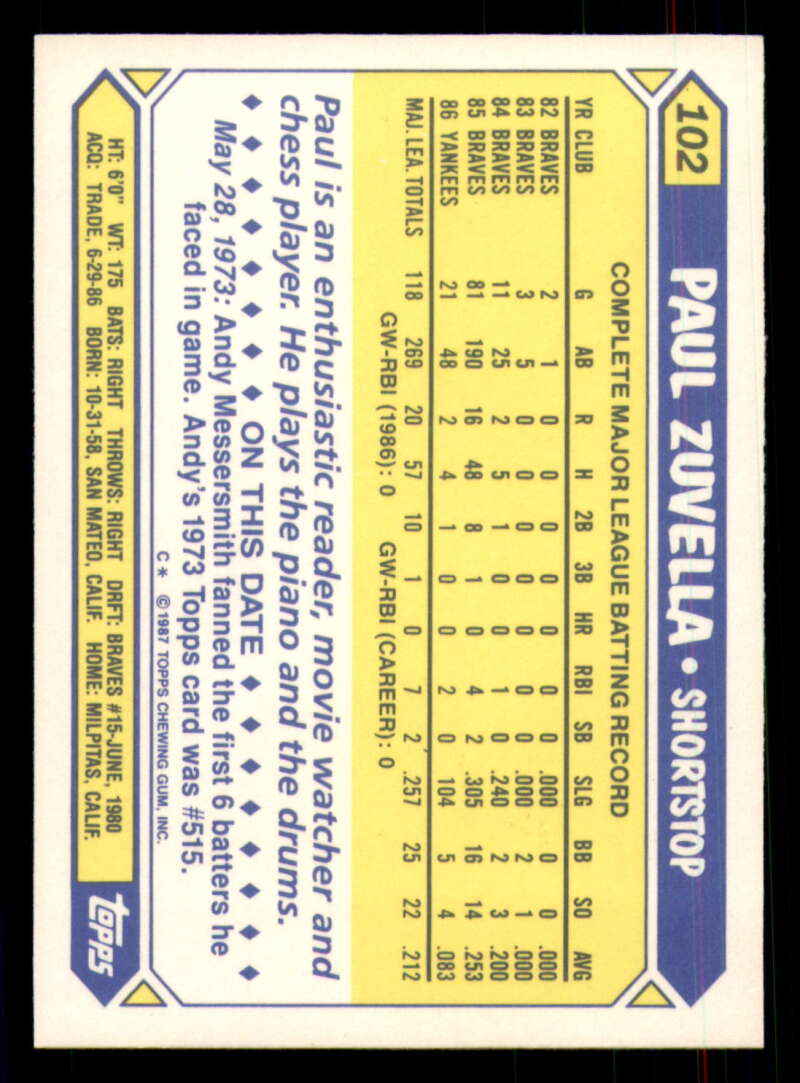 102
PAUL ZUVELLA • SHORTSTOP
COMPLETE MAJOR LEAGUE BATTING RECORD
YR CLUB G AB R H 2B 3B HR RBI SB SLG BB SO AVG
82 BRAVES 2 1 0 0 0 0 0 0 0 .000 0 0 .000
83 BRAVES 3 5 0 0 0 0 0 0 0 .000 2 1 .000
84 BRAVES 11 25 2 5 1 0 0 1 0 .240 2 3 .200
85 BRAVES 81 190 16 48 8 1 0 4 2 .305 16 14 .253
86 YANKEES 21 48 2 4 1 0 0 2 0 .104 5 4 .083
MAJ. LEA. TOTALS 118 269 20 57 10 1 0 7 2 .257 25 22 .212
GW-RBI (1986): 0 GW-RBI (CAREER): 0
Paul is an enthusiastic reader, movie watcher and
chess player. He plays the piano and the drums.
♦ ♦ ♦ ♦ ♦ ♦ ♦ ♦ ON THIS DATE ♦ ♦ ♦ ♦ ♦ ♦ ♦ ♦
May 28, 1973: Andy Messersmith fanned the first 6 batters he
faced in game. Andy's 1973 Topps card was #515.
C* ©1987 TOPPS CHEWING GUM, INC.
HT: 6'0" WT: 175 BATS: RIGHT THROWS: RIGHT DRFT: BRAVES #15-JUNE, 1980
ACQ: TRADE, 6-29-86 BORN: 10-31-58, SAN MATEO, CALIF. HOME: MILPITAS, CALIF.
topps